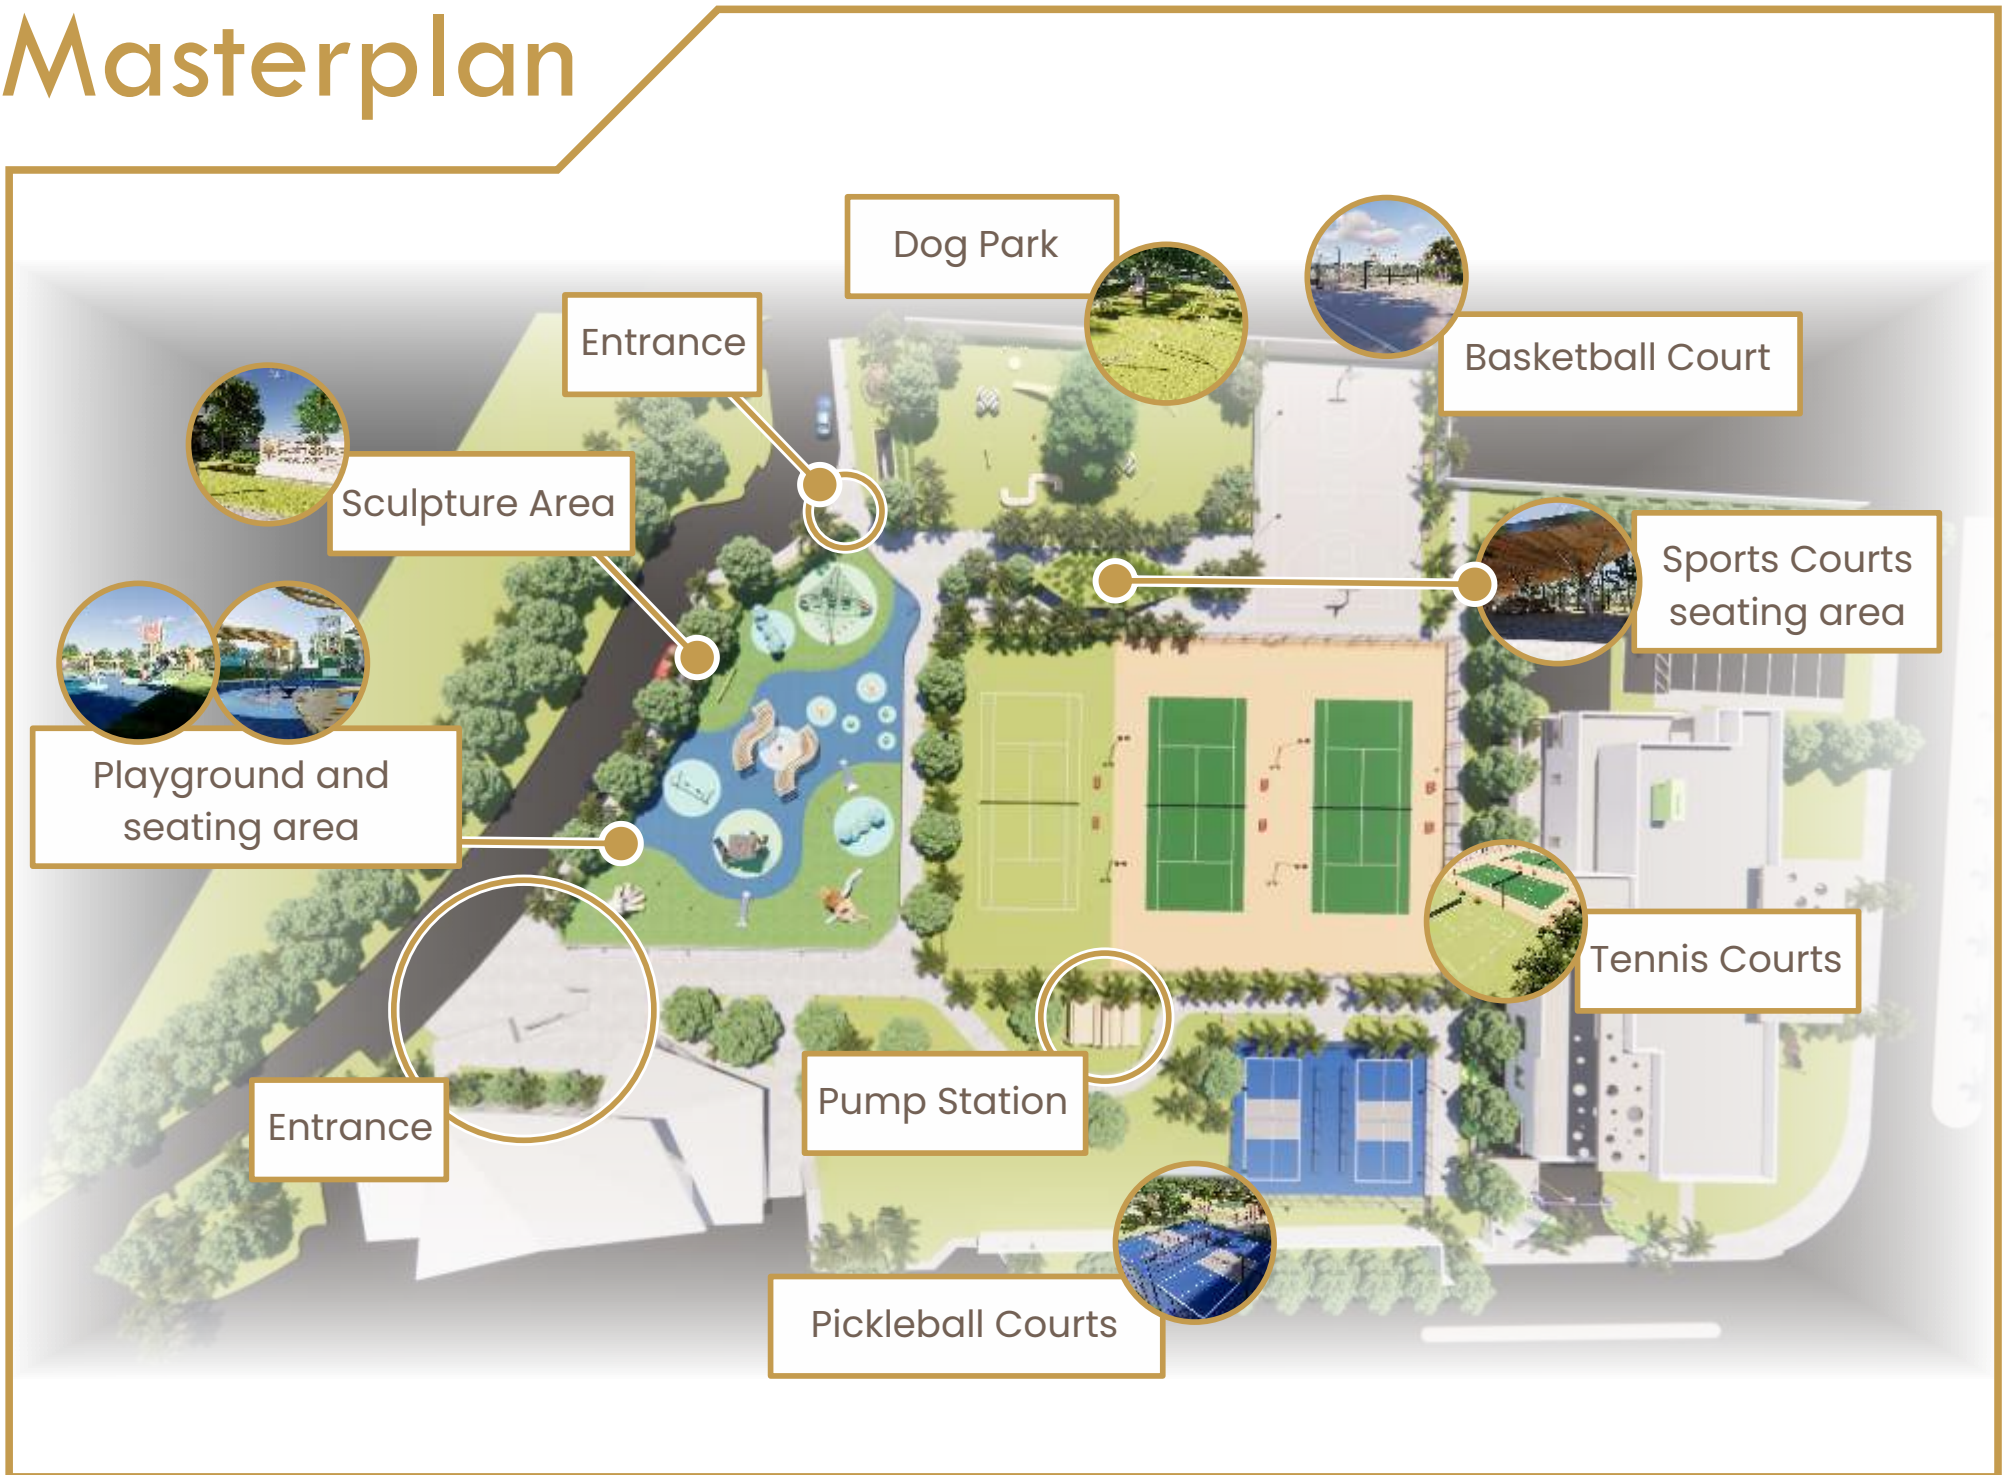 Masterplan
Dog Park
Entrance
Basketball Court
Sculpture Area
Sports Courts
seating area
Playground and
seating area
Tennis Courts
Pump Station
Entrance
Pickleball Courts